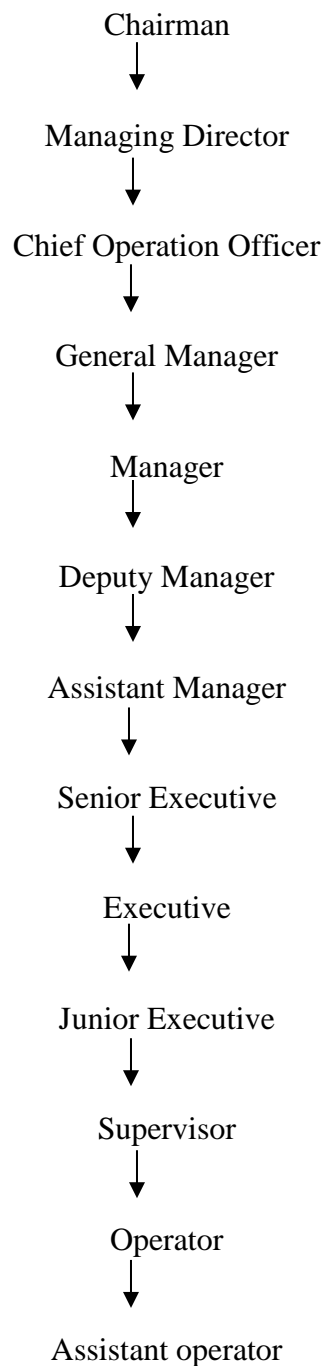 Chairman
Managing Director
Chief Operation Officer
General Manager
Manager
Deputy Manager
Assistant Manager
Senior Executive
Executive
Junior Executive
Supervisor
Operator
Assistant operator